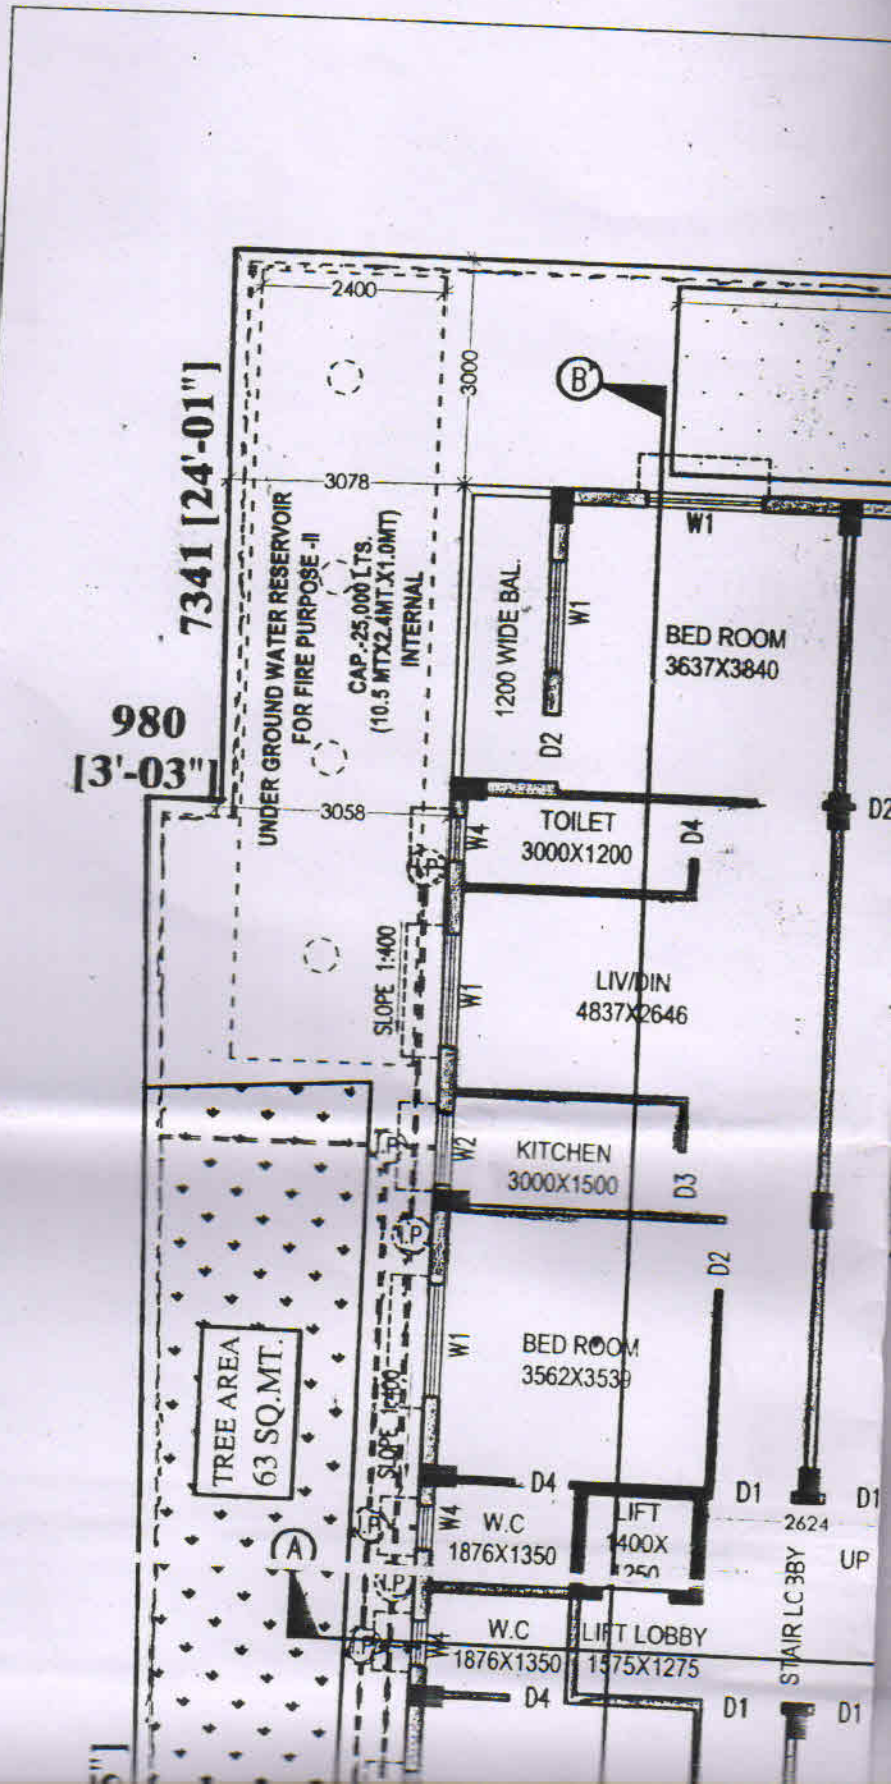 2400
3000
B
7341 [24'-01"]
3078
UNDER GROUND WATER RESERVOIR
FOR FIRE PURPOSE -II
CAP.-25,000 LTS.
(10.5 MTX2.4MT.X1.0MT)
INTERNAL
1200 WIDE BAL.
W1
W1
BED ROOM
3637X3840
980
[3'-03"]
D2
3058
W4
TOILET
3000X1200
D4
D2
P
SLOPE 1:400
W1
LIV/DIN
4837X2646
P
W2
KITCHEN
3000X1500
D3
P
D2
TREE AREA
63 SQ.MT.
SLOPE 1:400
W1
BED ROOM
3562X3539
D4
D1
D1
P
W4
W.C
1876X1350
LIFT
1400X
1250
2624
UP
A
P
STAIR LOBBY
P
W4
W.C
1876X1350
LIFT LOBBY
1575X1275
D4
D1
D1
"]